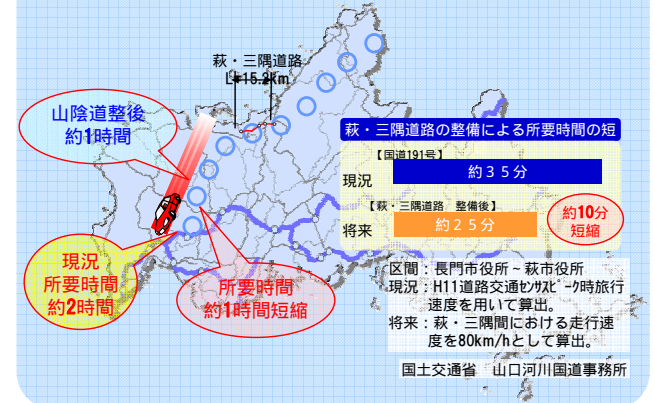 萩・三隅道路
L=15.2km
山陰道整後
約1時間
萩・三隅道路の整備による所要時間の短
【国道191号】
現況
約35分
【萩・三隅道路 整備後】
将来
約25分
約10分
短縮
現況
所要時間
約2時間
所要時間
約1時間短縮
区間：長門市役所～萩市役所
現況：H11道路交通ｾﾝｻｽﾋﾟｰｸ時旅行
速度を用いて算出。
将来：萩・三隅間における走行速
度を80km/hとして算出。
国土交通省 山口河川国道事務所